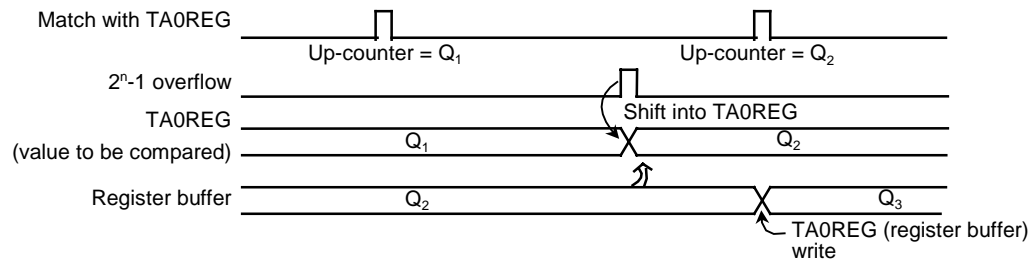 Match with TA0REG
Up-counter = Q1
Up-counter = Q2
2n-1 overflow
Shift into TA0REG
TA0REG
(value to be compared)
Q1
Q2
Register buffer
Q2
Q3
TA0REG (register buffer)
write